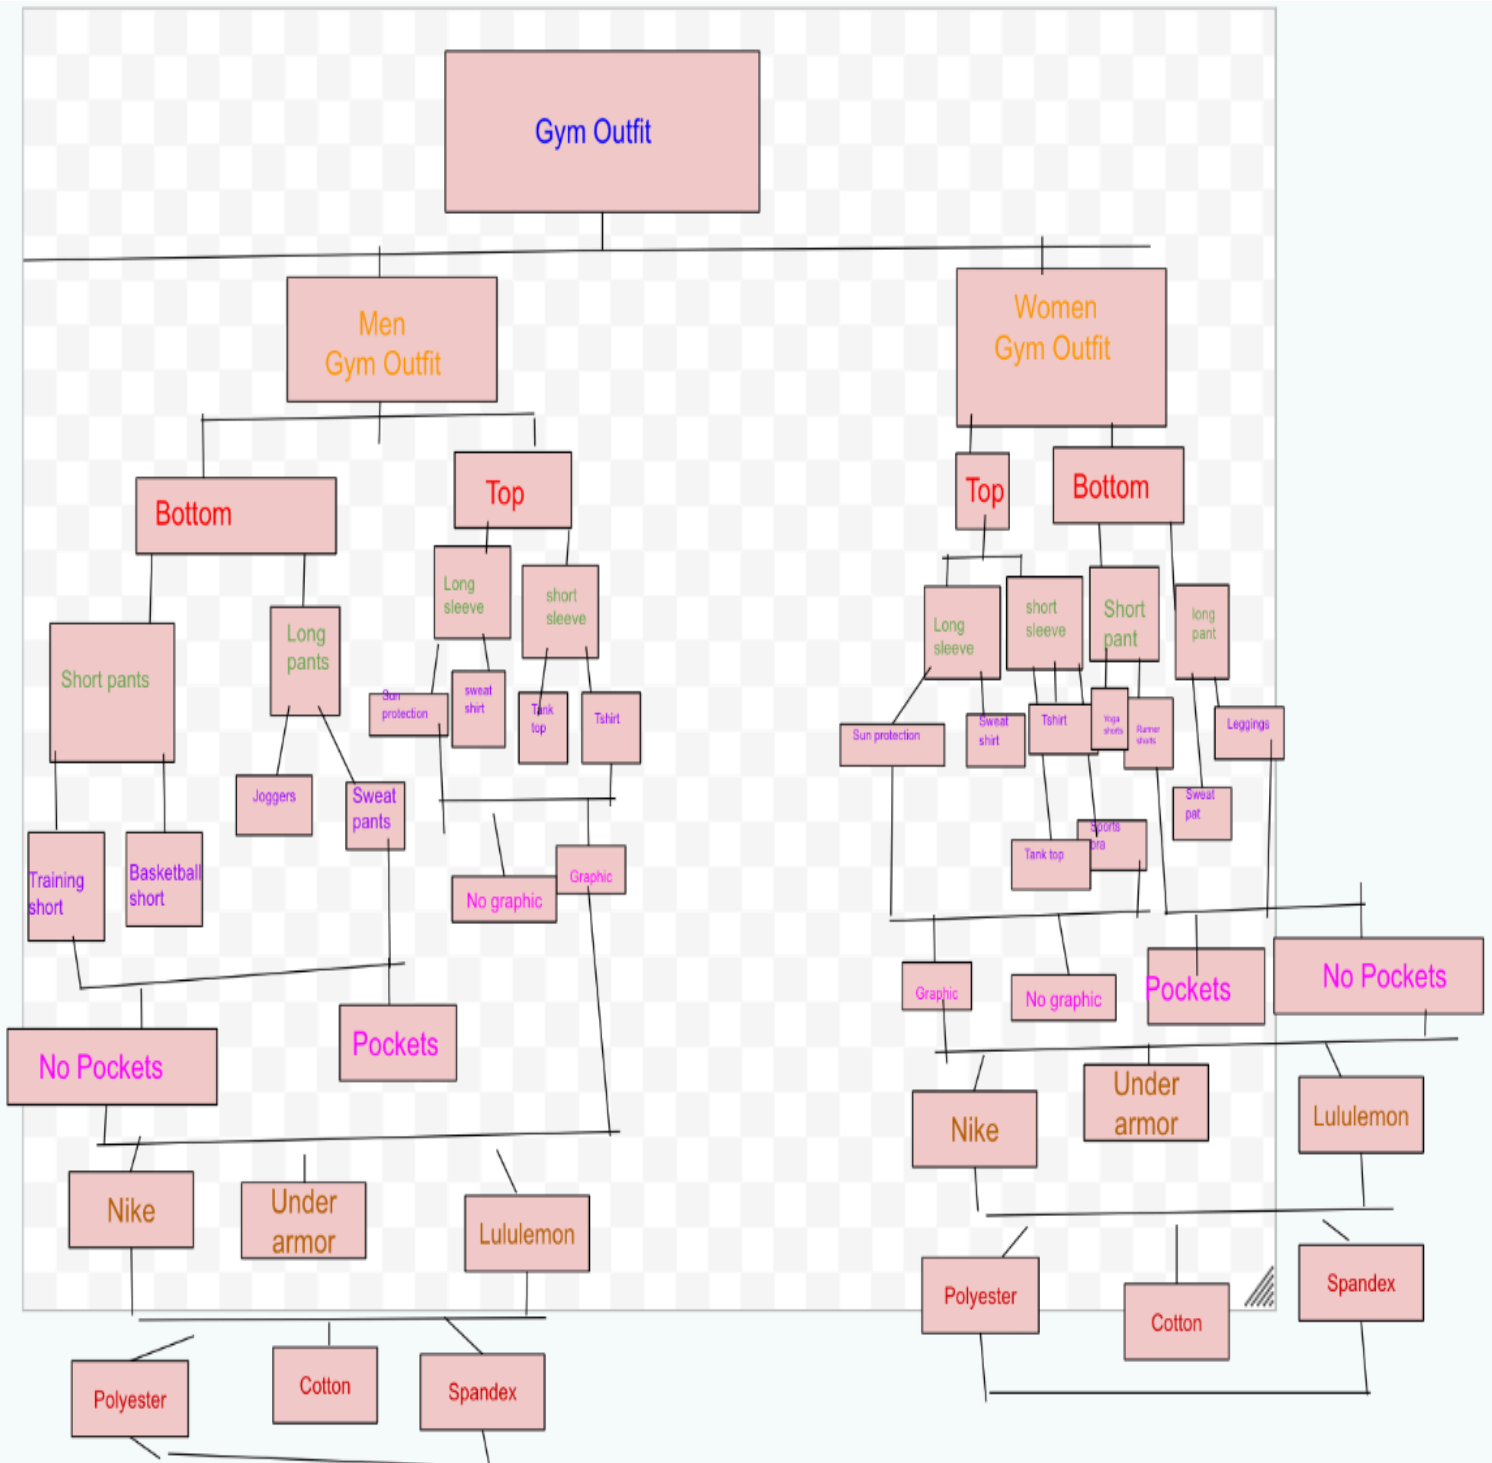 Gym Outfit
Men
Gym Outfit
Women
Gym Outfit
Bottom
Top
Top
Bottom
Short pants
Long
pants
Long
sleeve
short
sleeve
Long
sleeve
short
sleeve
Short
pant
long
pant
Sun
protection
sweat
shirt
Tank
top
Tshirt
Sun protection
Sweat
shirt
Tshirt
Yoga
shorts
Runner
shorts
Leggings
Joggers
Sweat
pants
Sweat
pat
Training
short
Basketball
short
No graphic
Graphic
Tank top
Sports
bra
No Pockets
Pockets
Graphic
No graphic
Pockets
No Pockets
Nike
Under
armor
Lululemon
Nike
Under
armor
Lululemon
Polyester
Cotton
Spandex
Polyester
Cotton
Spandex